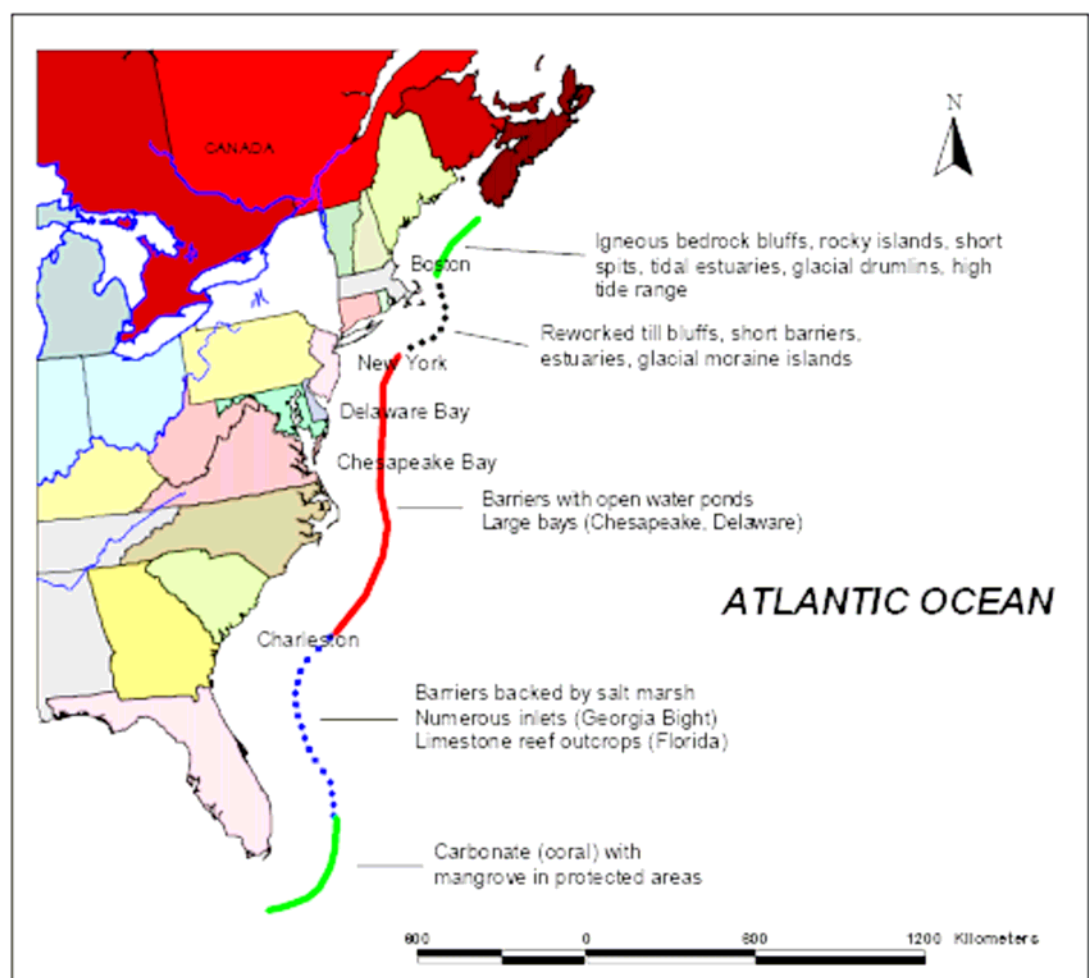 N
CANADA
Igneous bedrock bluffs, rocky islands, short
spits, tidal estuaries, glacial drumlins, high
tide range
Boston
Reworked till bluffs, short barriers,
estuaries, glacial moraine islands
New York
Delaware Bay
Chesapeake Bay
Barriers with open water ponds
Large bays (Chesapeake, Delaware)
ATLANTIC OCEAN
Charleston
Barriers backed by salt marsh
Numerous inlets (Georgia Bight)
Limestone reef outcrops (Florida)
Carbonate (coral) with
mangrove in protected areas
600 0 600 1200 Kilometers